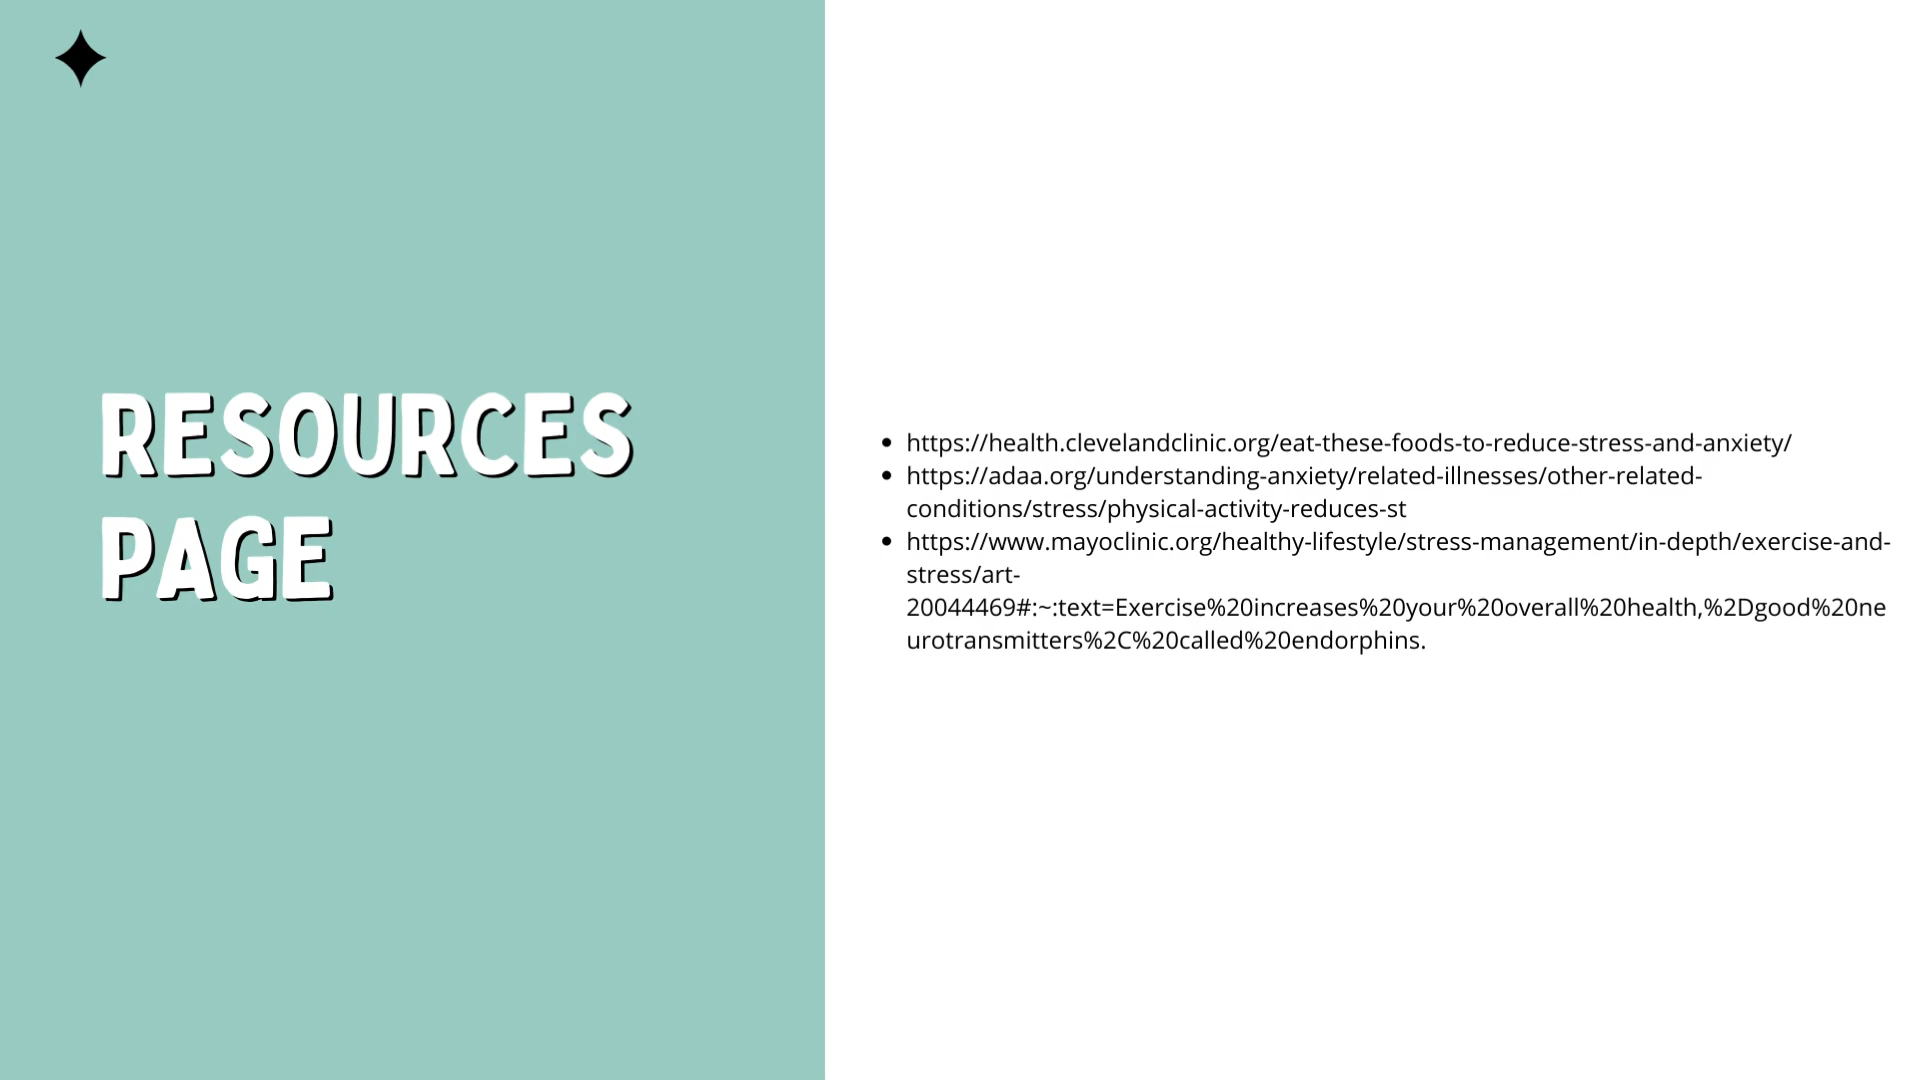 RESOURCES
PAGE
https://health.clevelandclinic.org/eat-these-foods-to-reduce-stress-and-anxiety/
https://adaa.org/understanding-anxiety/related-illnesses/other-related-
conditions/stress/physical-activity-reduces-st
https://www.mayoclinic.org/healthy-lifestyle/stress-management/in-depth/exercise-and-
stress/art-
20044469#:~:text=Exercise%20increases%20your%20overall%20health,%2Dgood%20ne
urotransmitters%2C%20called%20endorphins.